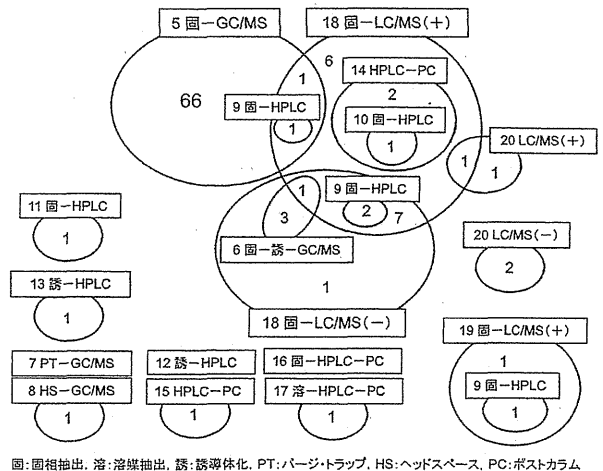 5 固－GC/MS
18 固－LC/MS(＋)
6
1
14 HPLC－PC
66
2
9 固－HPLC
1
10 固－HPLC
1
20 LC/MS(＋)
1
1
1
9 固－HPLC
11 固－HPLC
1
3
2
7
6 固－誘－GC/MS
20 LC/MS(－)
2
13 誘－HPLC
1
1
18 固－LC/MS(－)
19 固－LC/MS(＋)
1
9 固－HPLC
1
7 PT－GC/MS
8 HS－GC/MS
1
12 誘－HPLC
15 HPLC－PC
1
16 固－HPLC－PC
17 溶－HPLC－PC
1
固:固相抽出, 溶:溶媒抽出, 誘:誘導体化, PT:パージ・トラップ, HS:ヘッドスペース, PC:ポストカラム